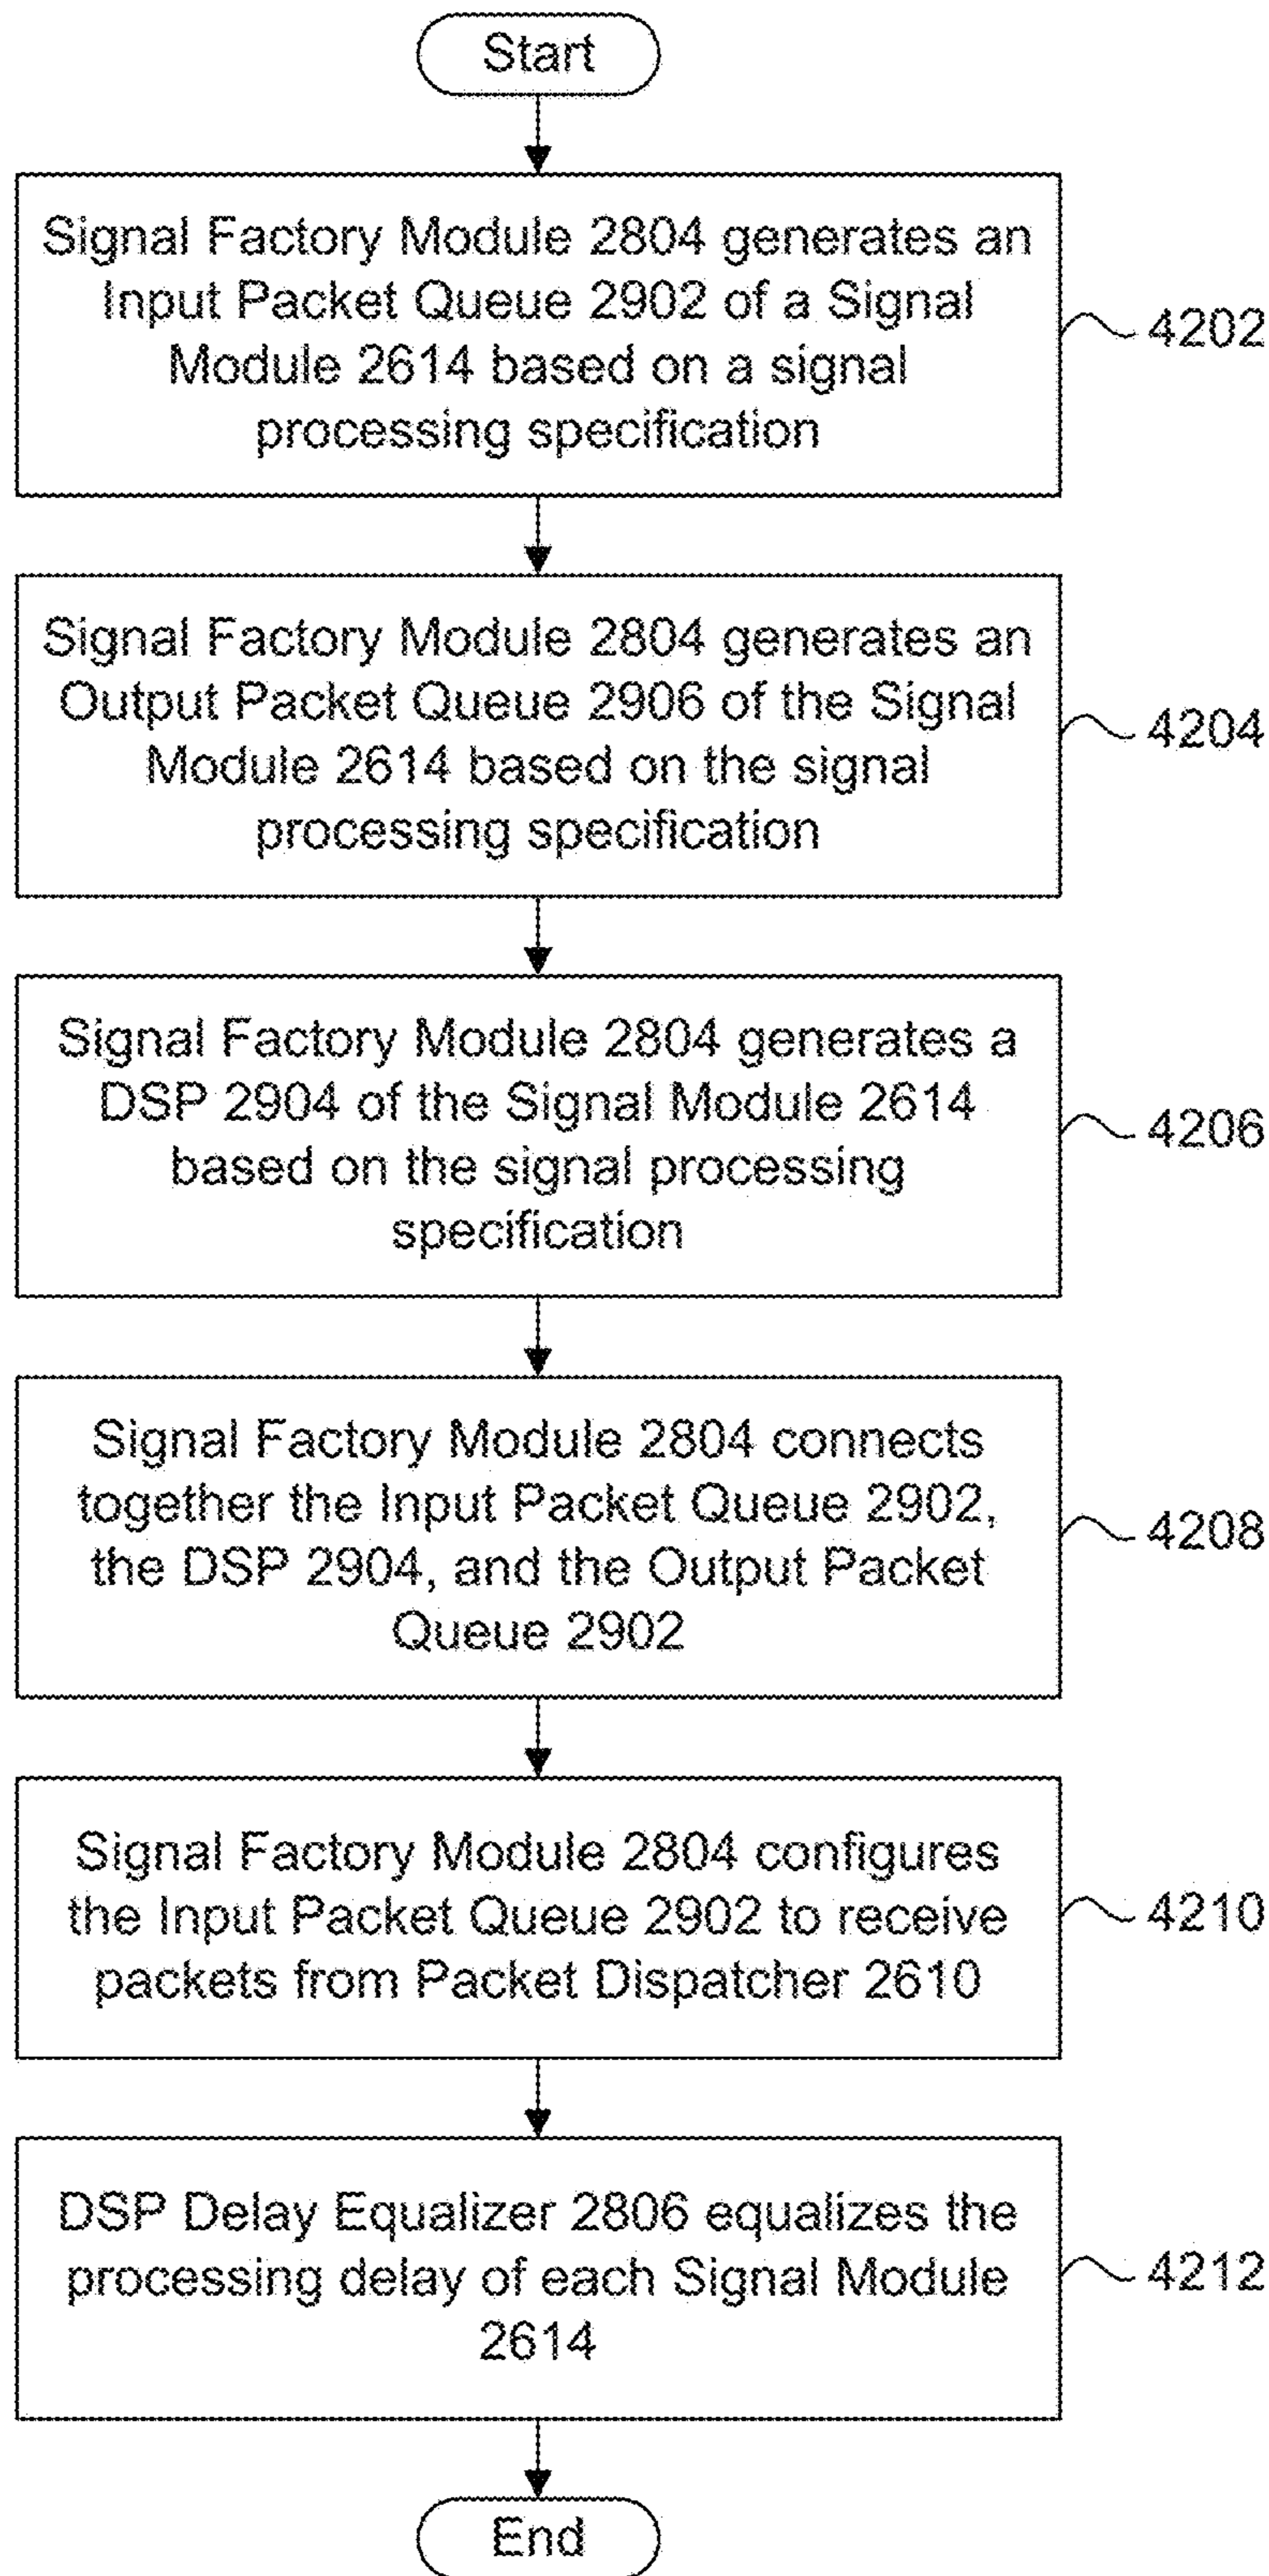 Start
Signal Factory Module 2804 generates an
Input Packet Queue 2902 of a Signal
Module 2614 based on a signal
processing specification
4202
Signal Factory Module 2804 generates an
Output Packet Queue 2906 of the Signal
Module 2614 based on the signal
processing specification
4204
Signal Factory Module 2804 generates a
DSP 2904 of the Signal Module 2614
based on the signal processing
specification
4206
Signal Factory Module 2804 connects
together the Input Packet Queue 2902,
the DSP 2904, and the Output Packet
Queue 2902
4208
Signal Factory Module 2804 configures
the Input Packet Queue 2902 to receive
packets from Packet Dispatcher 2610
4210
DSP Delay Equalizer 2806 equalizes the
processing delay of each Signal Module
2614
4212
End